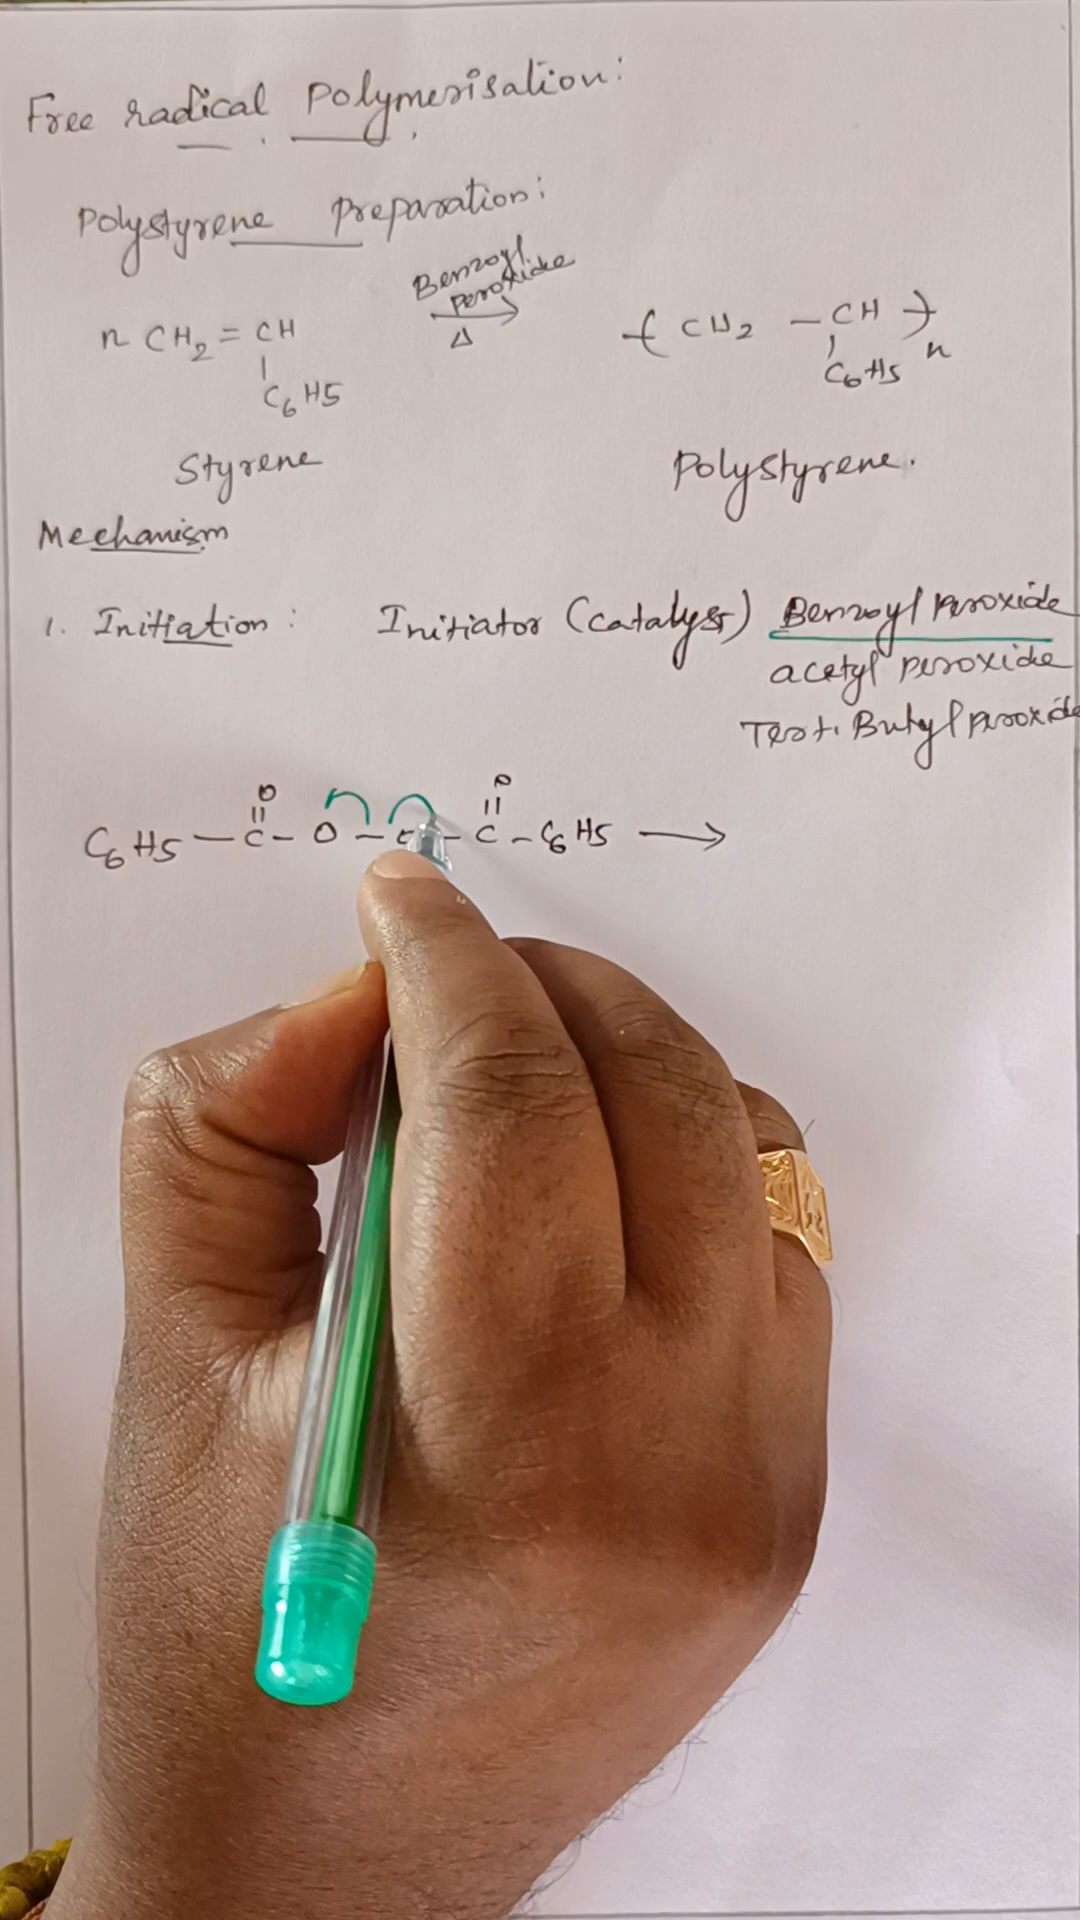 Free radical Polymerisation:
Polystyrene Preparation:
Benzoyl
peroxide
n CH2 = CH
Δ
( CH2 – CH )
n
C6H5
C6H5
Styrene
Polystyrene.
Mechanism
1. Initiation : Initiator (catalyst) Benzoyl peroxide
acetyl peroxide
Tert. Butyl peroxide
O O
|| ||
C6H5 – C – O – O – C – C6H5 →